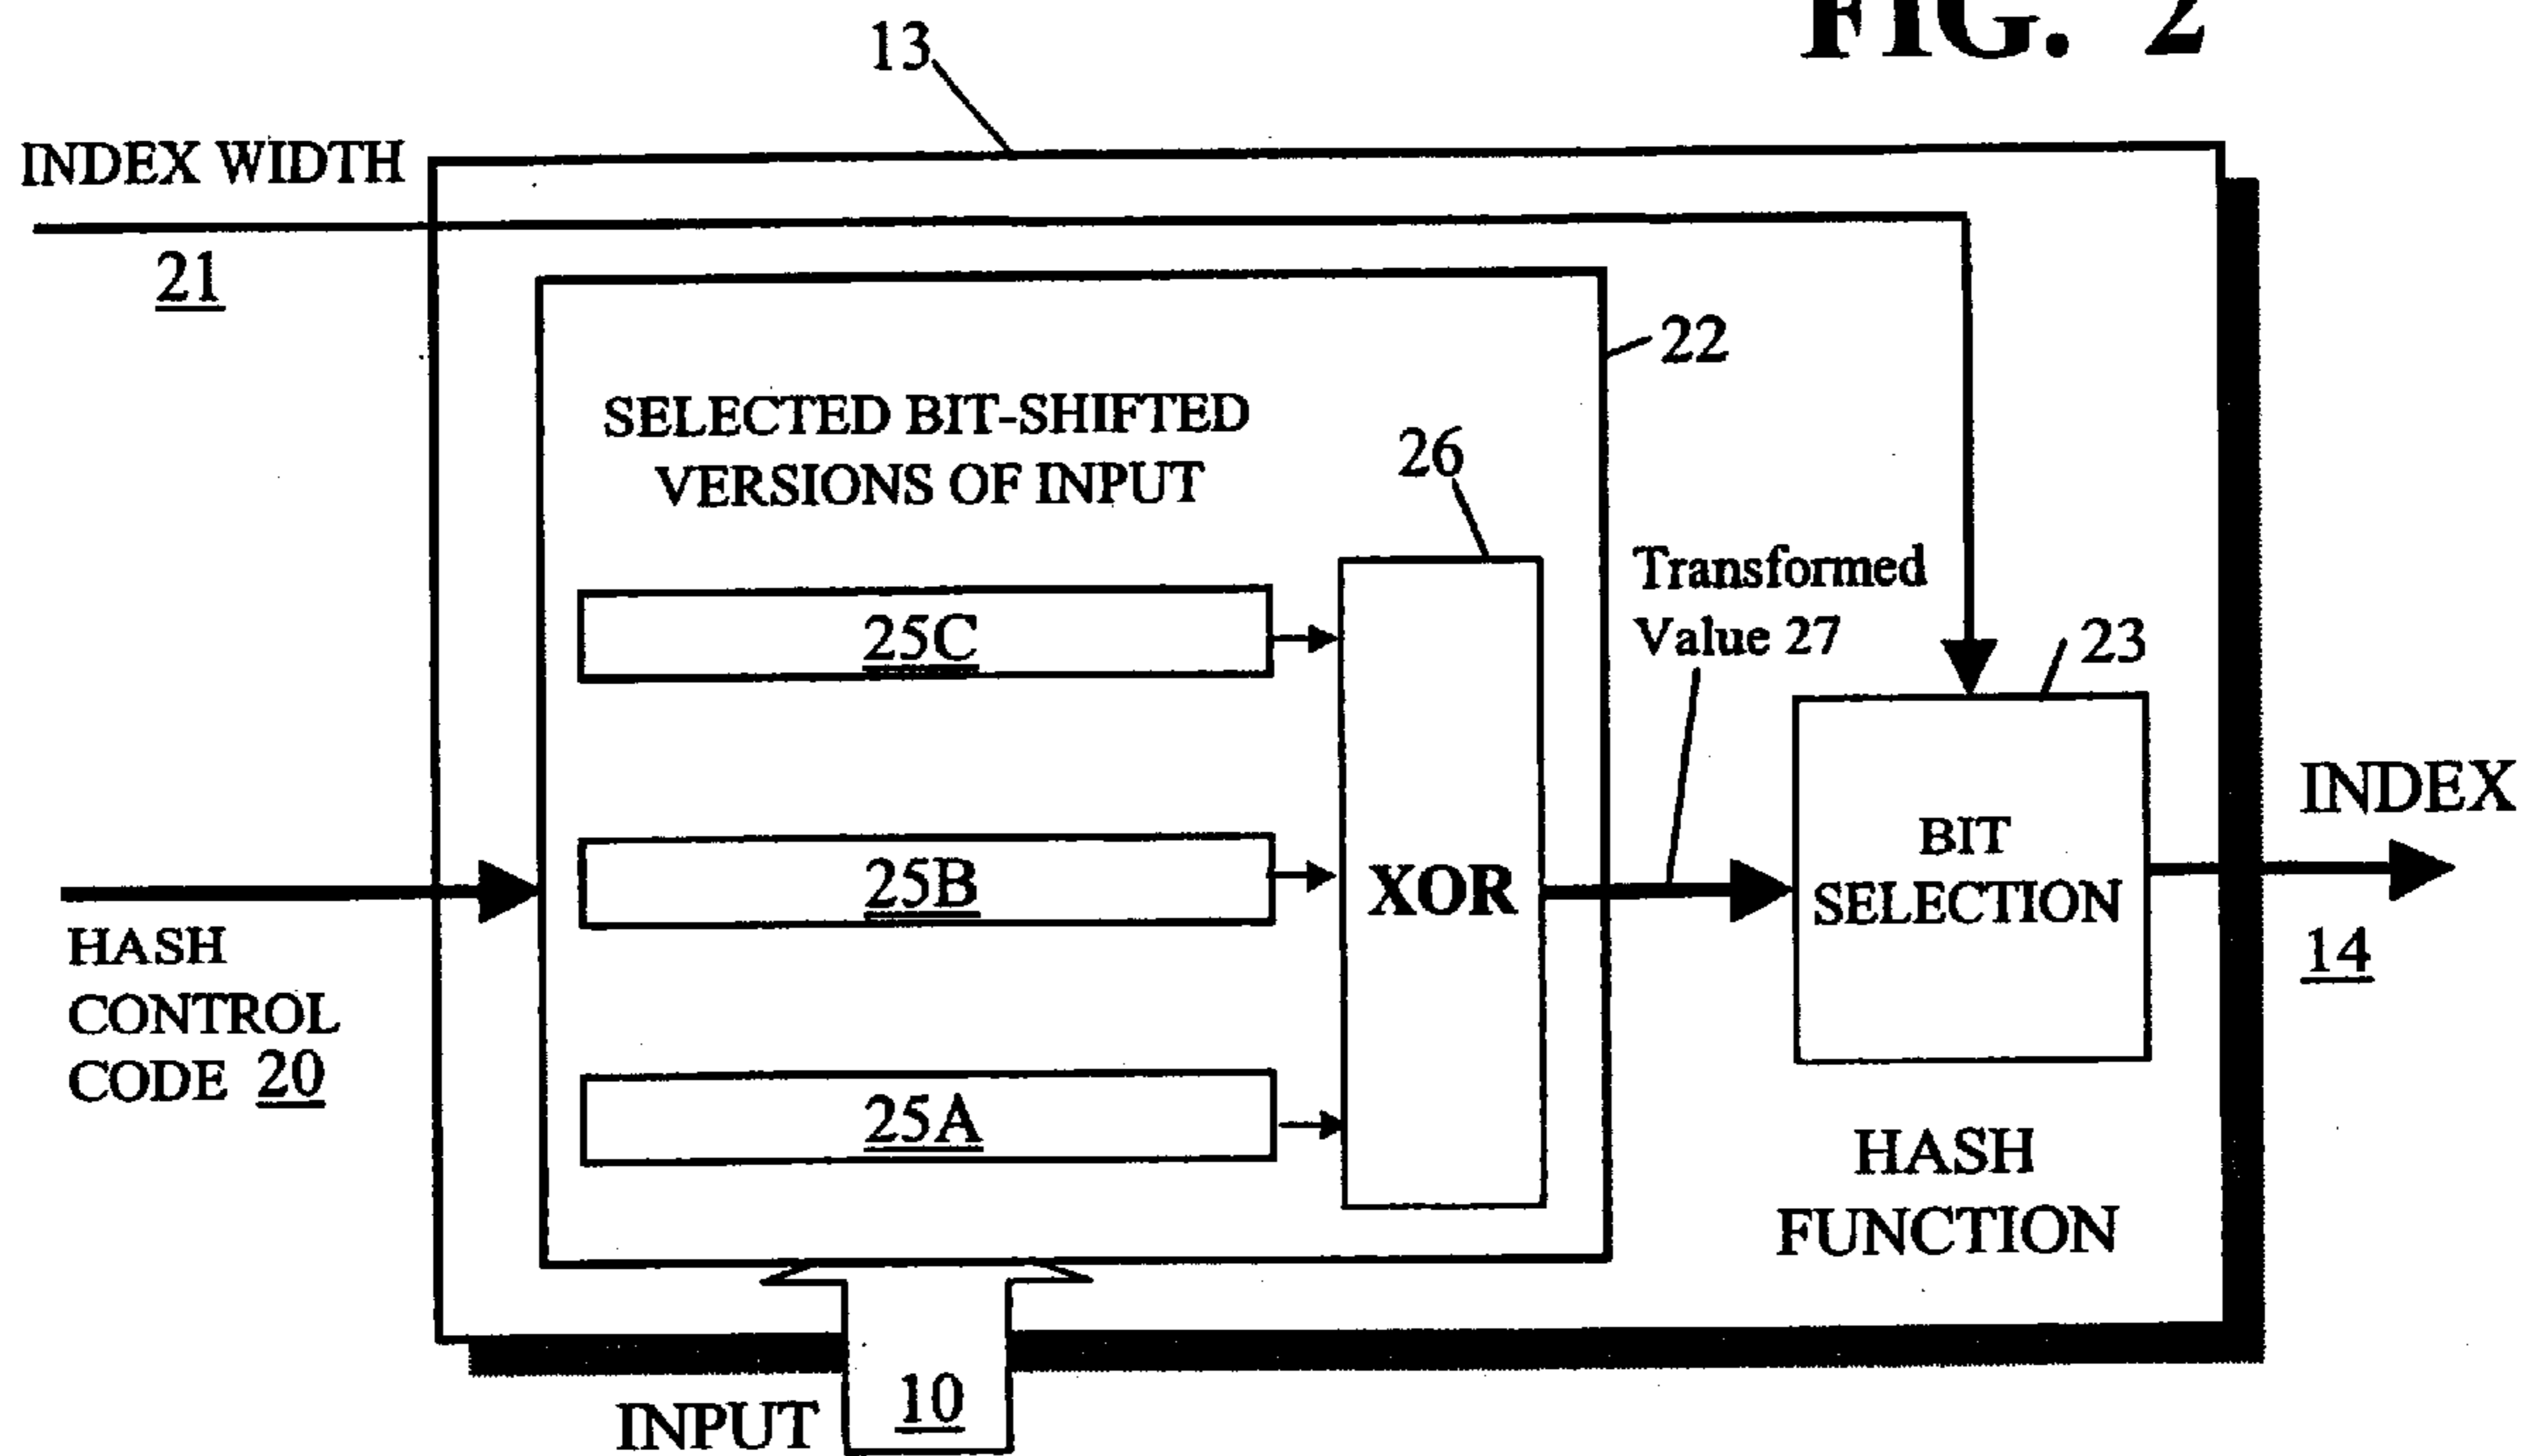 FIG. 2
13
INDEX WIDTH
21
22
SELECTED BIT-SHIFTED
VERSIONS OF INPUT
26
Transformed
Value 27
25C
23
25B
XOR
BIT
SELECTION
INDEX
14
HASH
CONTROL
CODE 20
25A
HASH
FUNCTION
INPUT
10